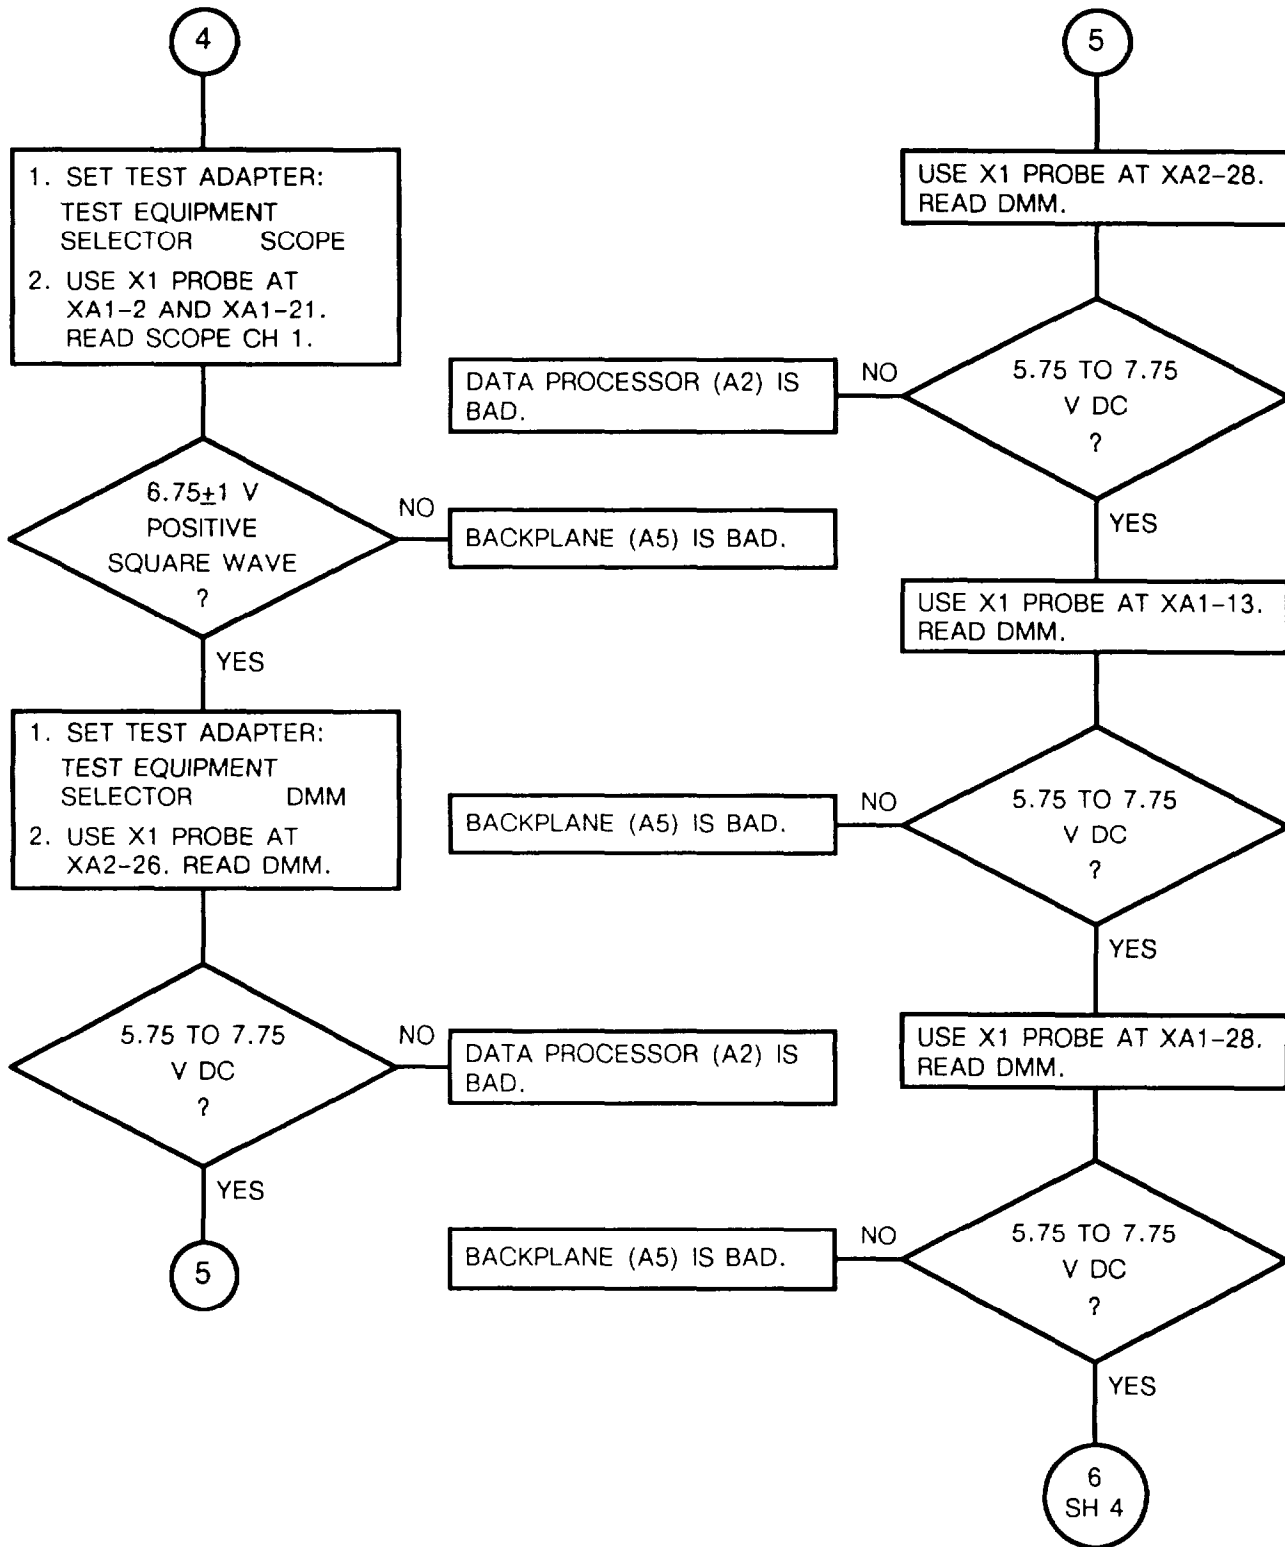 4
1. SET TEST ADAPTER:
TEST EQUIPMENT
SELECTOR SCOPE
2. USE X1 PROBE AT
XA1-2 AND XA1-21.
READ SCOPE CH 1.
6.75±1 V
POSITIVE
SQUARE WAVE
?
NO
BACKPLANE (A5) IS BAD.
YES
1. SET TEST ADAPTER:
TEST EQUIPMENT
SELECTOR DMM
2. USE X1 PROBE AT
XA2-26. READ DMM.
5.75 TO 7.75
V DC
?
NO
DATA PROCESSOR (A2) IS
BAD.
YES
5
5
USE X1 PROBE AT XA2-28.
READ DMM.
5.75 TO 7.75
V DC
?
NO
DATA PROCESSOR (A2) IS
BAD.
YES
USE X1 PROBE AT XA1-13.
READ DMM.
5.75 TO 7.75
V DC
?
NO
BACKPLANE (A5) IS BAD.
YES
USE X1 PROBE AT XA1-28.
READ DMM.
5.75 TO 7.75
V DC
?
NO
BACKPLANE (A5) IS BAD.
YES
6
SH 4